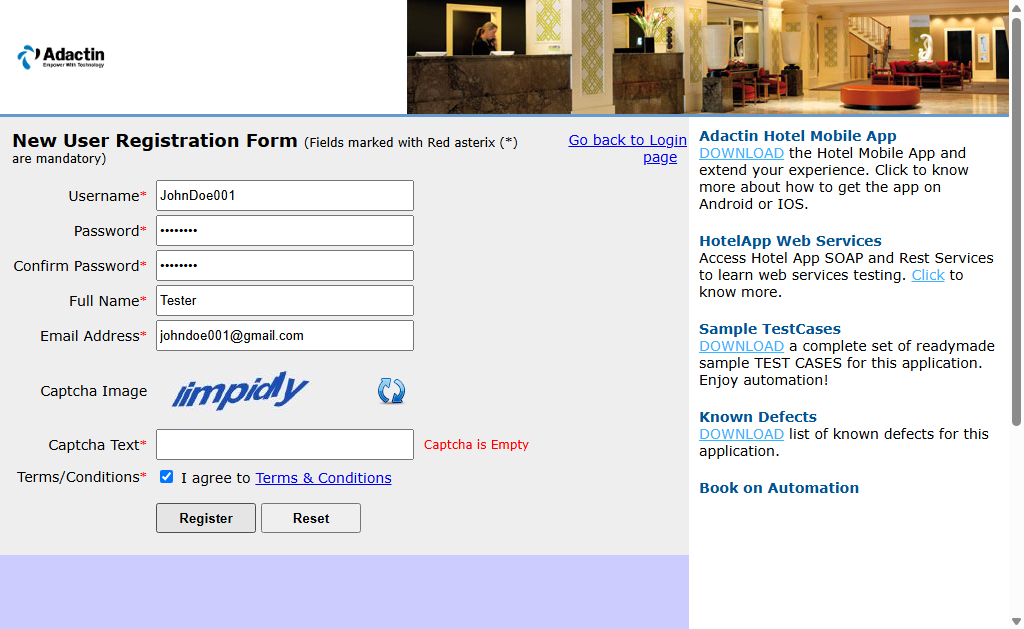 Adactin
Empower With Technology
New User Registration Form (Fields marked with Red asterix (*) are mandatory)
Go back to Login page
Username*
JohnDoe001
Password*
••••••••
Confirm Password*
••••••••
Full Name*
Tester
Email Address*
johndoe001@gmail.com
Captcha Image
limpidly
Captcha Text*
Captcha is Empty
Terms/Conditions*
I agree to Terms & Conditions
Register
Reset
Adactin Hotel Mobile App
DOWNLOAD the Hotel Mobile App and
extend your experience. Click to know
more about how to get the app on
Android or IOS.
HotelApp Web Services
Access Hotel App SOAP and Rest Services
to learn web services testing. Click to
know more.
Sample TestCases
DOWNLOAD a complete set of readymade
sample TEST CASES for this application.
Enjoy automation!
Known Defects
DOWNLOAD list of known defects for this
application.
Book on Automation